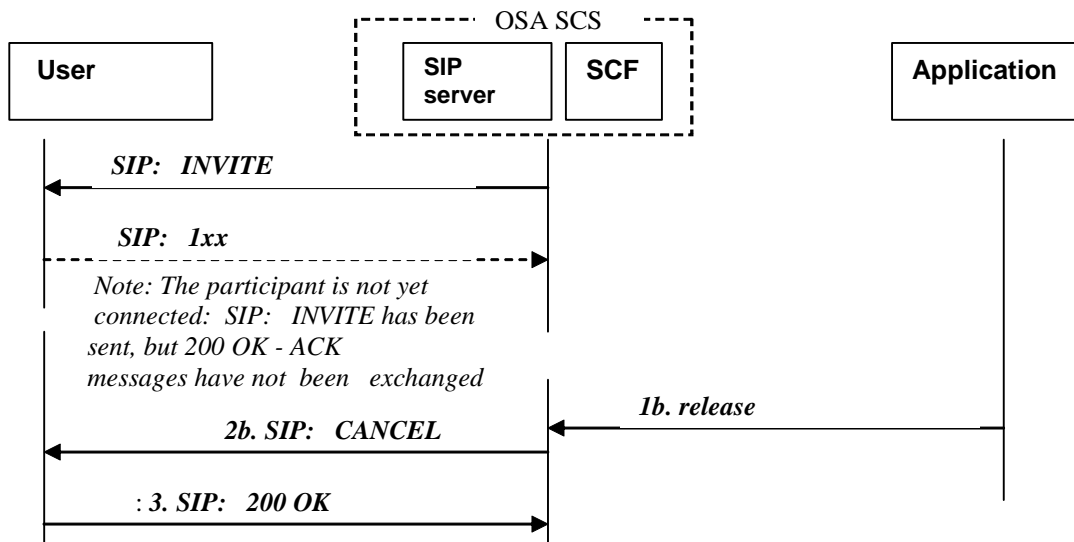 OSA SCS
User
SIP
server
SCF
Application
SIP: INVITE
SIP: 1xx
Note: The participant is not yet
connected: SIP: INVITE has been
sent, but 200 OK - ACK
messages have not been exchanged
1b. release
2b. SIP: CANCEL
: 3. SIP: 200 OK